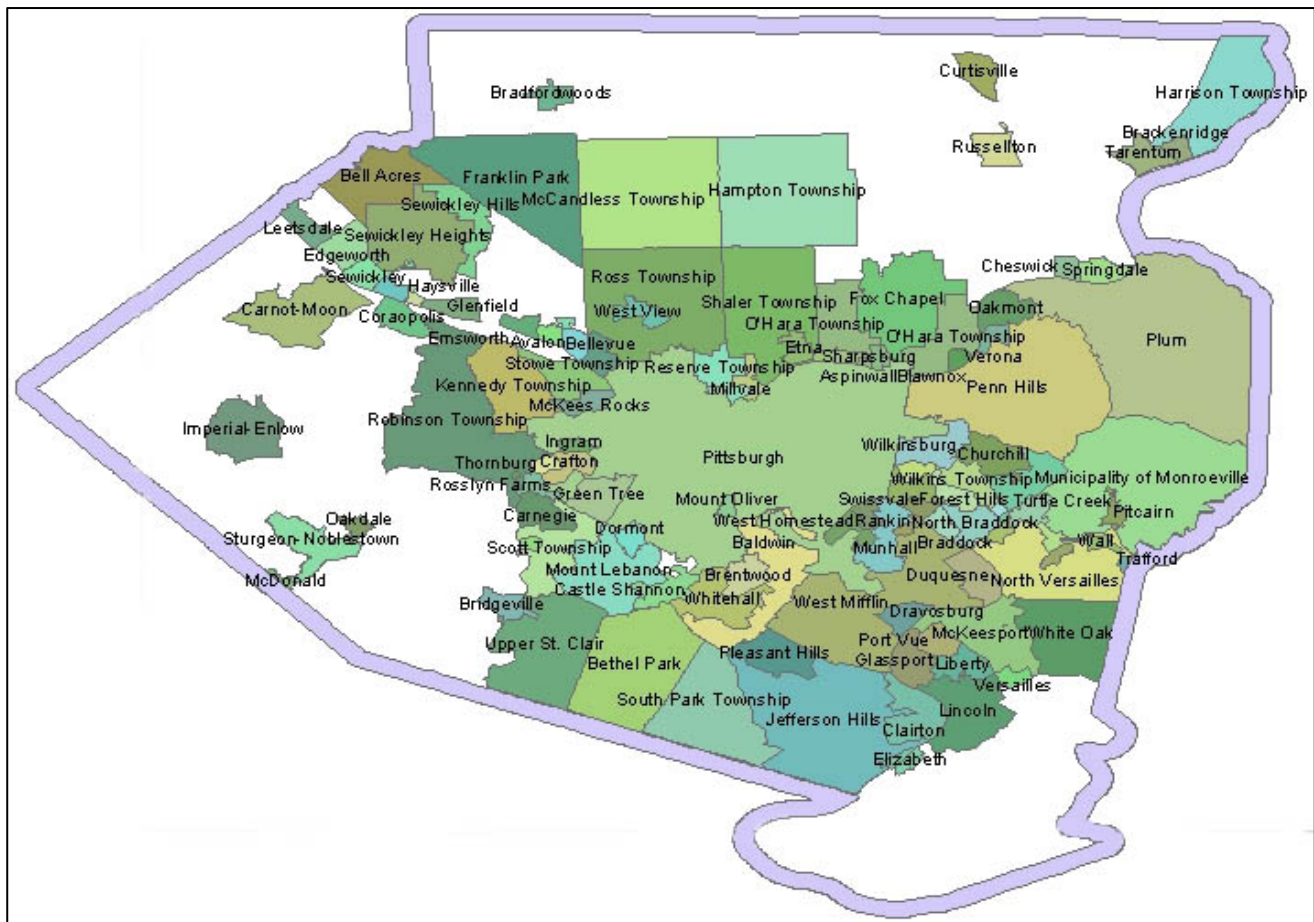 Curtisville
Bradfordwoods
Harrison Township
Brackenridge
Russellton
Tarentum
Bell Acres
Franklin Park
Hampton Township
McCandless Township
Sewickley Hills
Leetsdale
Sewickley Heights
Edgeworth
Cheswick
Springdale
Sewickley
Ross Township
Haysville
Shaler Township
Fox Chapel
Carnot-Moon
Glenfield
West View
Oakmont
Coraopolis
O'Hara Township
Emsworth
Avalon
Bellevue
Etna
O'Hara Township
Plum
Sharpsburg
Verona
Stowe Township
Reserve Township
Aspinwall
Blawnox
Kennedy Township
Millvale
Penn Hills
McKees Rocks
Robinson Township
Imperial-Enlow
Ingram
Wilkinsburg
Churchill
Pittsburgh
Thornburg
Crafton
Rosslyn Farms
Wilkins Township
Municipality of Monroeville
Green Tree
Mount Oliver
Swissvale
Forest Hills
Turtle Creek
Pitcairn
Carnegie
Oakdale
Dormont
West Homestead
Rankin
North Braddock
Sturgeon-Noblestown
Baldwin
Braddock
Wall
Scott Township
Munhall
Trafford
Mount Lebanon
Brentwood
Duquesne
McDonald
North Versailles
Castle Shannon
Whitehall
West Mifflin
Bridgeville
Dravosburg
Upper St. Clair
Port Vue
McKeesport
White Oak
Pleasant Hills
Bethel Park
Glassport
Liberty
Versailles
South Park Township
Lincoln
Jefferson Hills
Clairton
Elizabeth